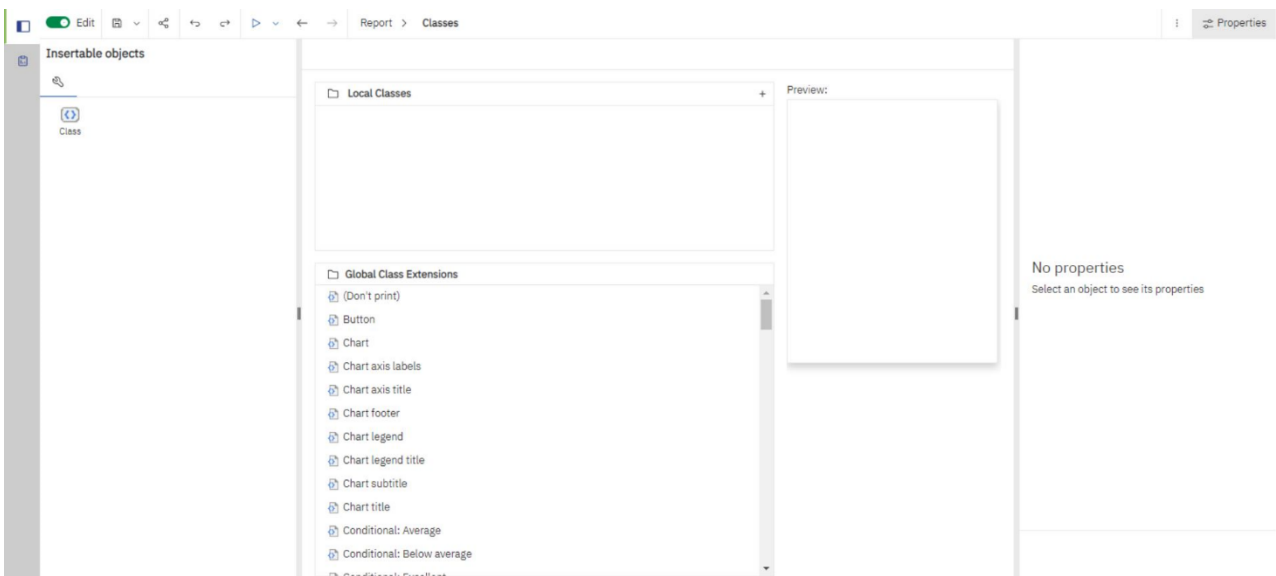 Edit
Report > Classes
Properties
Insertable objects
Class
Local Classes +
Preview:
Global Class Extensions
(Don't print)
Button
Chart
Chart axis labels
Chart axis title
Chart footer
Chart legend
Chart legend title
Chart subtitle
Chart title
Conditional: Average
Conditional: Below average
Conditional: Excellent
No properties
Select an object to see its properties